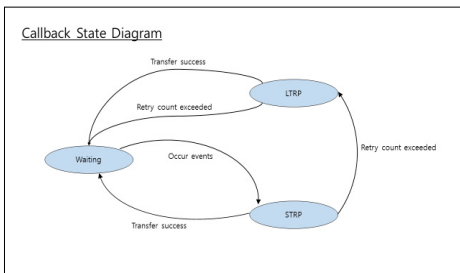 Callback State Diagram
Transfer success
LTRP
Retry count exceeded
Retry count exceeded
Waiting
Occur events
STRP
Transfer success